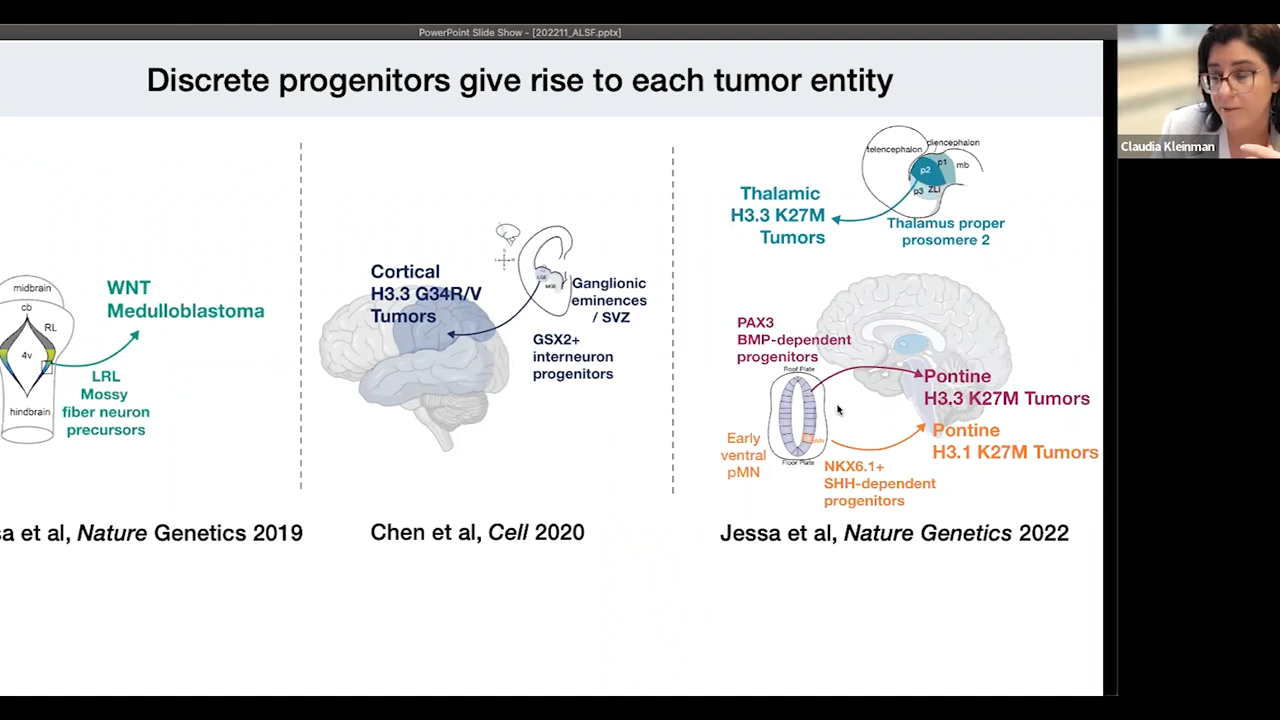 PowerPoint Slide Show - [202211_ALSF.pptx]
Discrete progenitors give rise to each tumor entity
Claudia Kleinman
midbrain
cb
RL
4v
hindbrain
WNT
Medulloblastoma
LRL
Mossy
fiber neuron
precursors
sa et al, Nature Genetics 2019
Cortical
H3.3 G34R/V
Tumors
LGE
MGE
Ganglionic
eminences
/ SVZ
GSX2+
interneuron
progenitors
Chen et al, Cell 2020
telencephalon
diencephalon
p1
mb
p2
p3
ZLI
Thalamic
H3.3 K27M
Tumors
Thalamus proper
prosomere 2
PAX3
BMP-dependent
progenitors
Roof Plate
Pontine
H3.3 K27M Tumors
Pontine
H3.1 K27M Tumors
Early
ventral
pMN
pMN
Floor Plate
NKX6.1+
SHH-dependent
progenitors
Jessa et al, Nature Genetics 2022